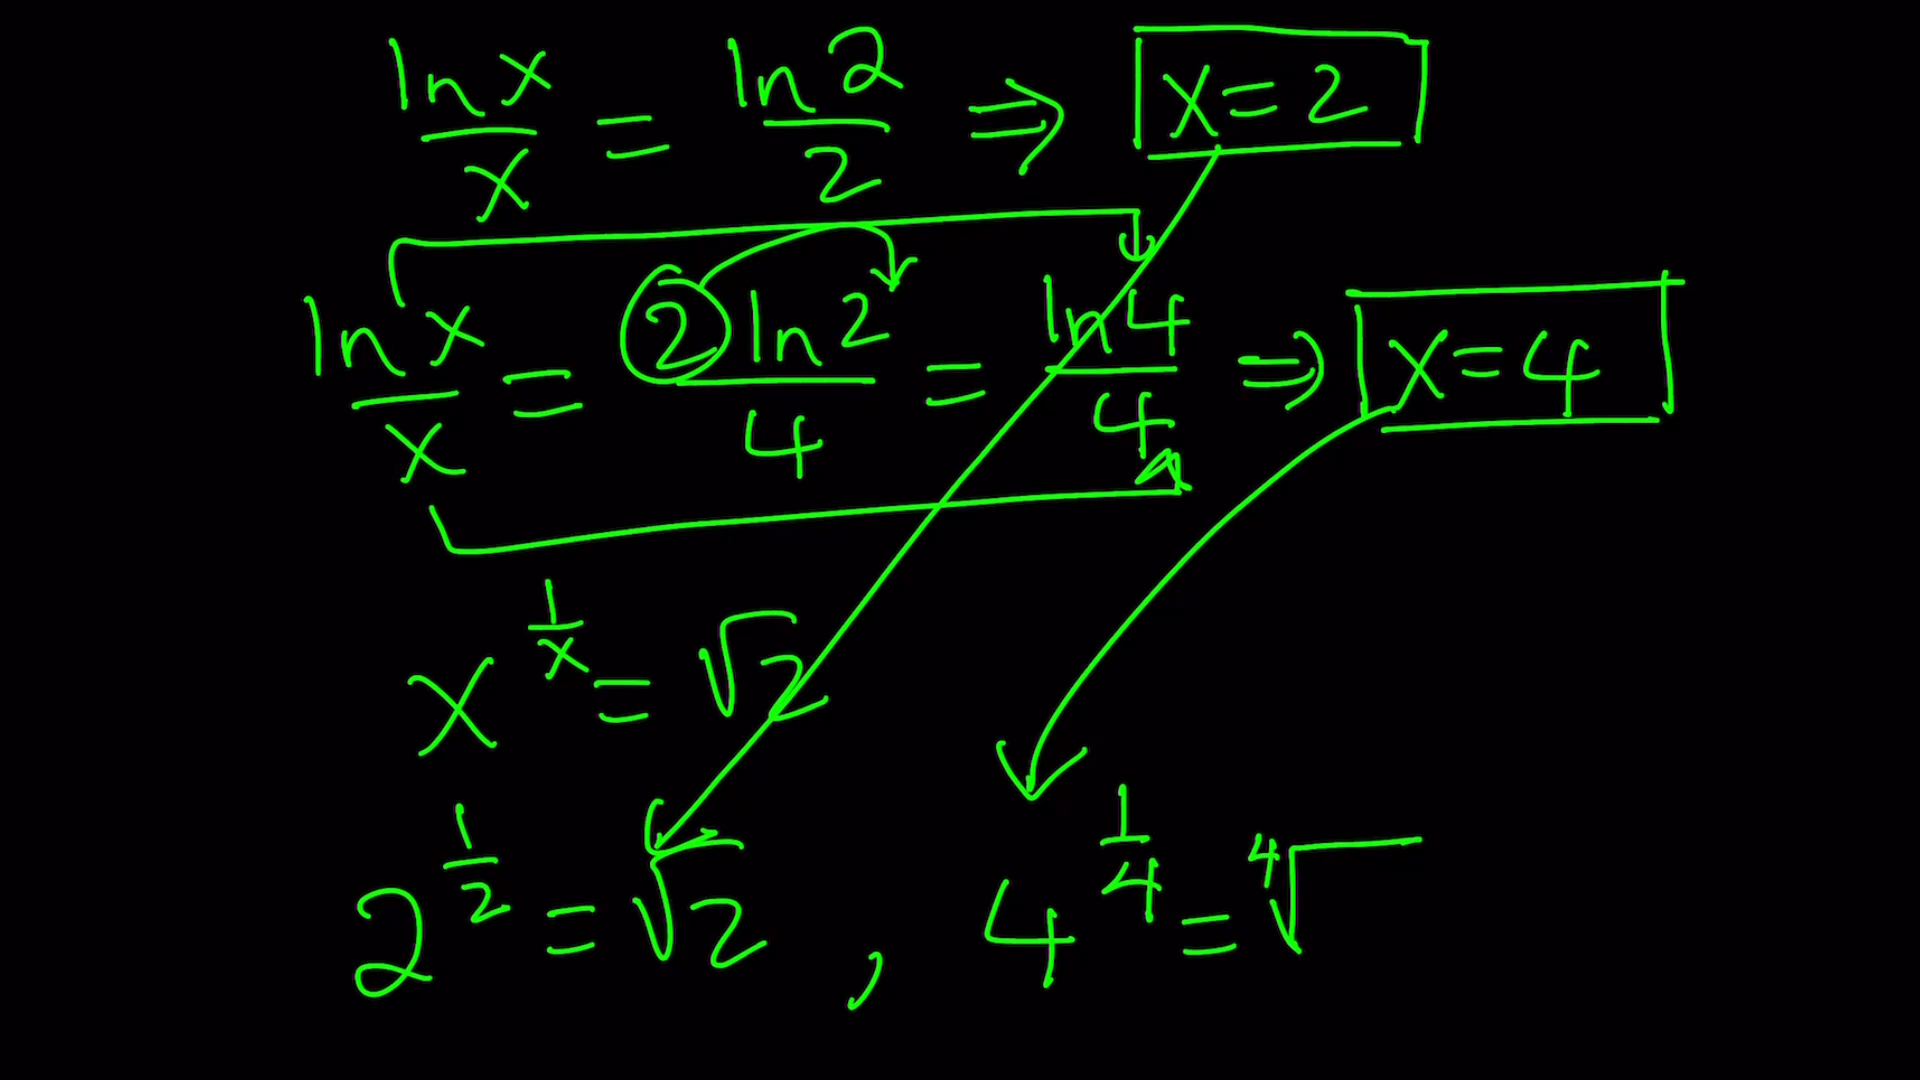 ln x / x = ln 2 / 2 ⇒ x = 2
ln x / x = 2 ln 2 / 4 = ln 4 / 4 ⇒ x = 4
x^(1/x) = √2
2^(1/2) = √2 , 4^(1/4) = ⁴√